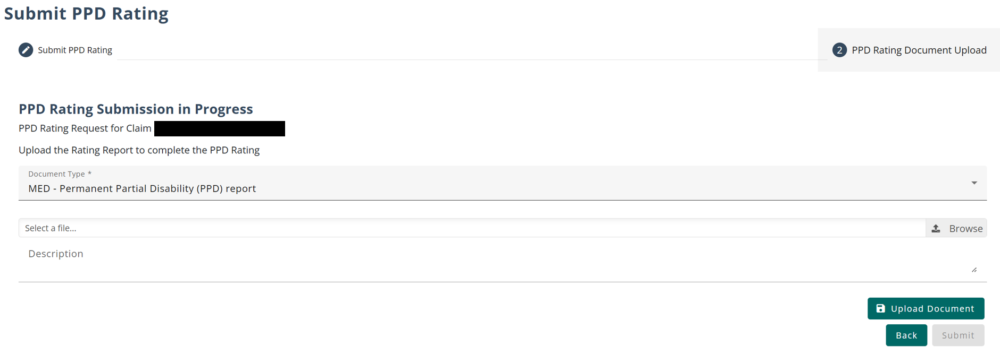 Submit PPD Rating
Submit PPD Rating
2 PPD Rating Document Upload
PPD Rating Submission in Progress
PPD Rating Request for Claim
Upload the Rating Report to complete the PPD Rating
Document Type *
MED - Permanent Partial Disability (PPD) report
Select a file... Browse
Description
Upload Document
Back Submit